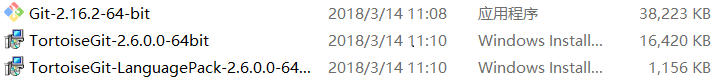 Git-2.16.2-64-bit 2018/3/14 11:08 应用程序 38,223 KB
TortoiseGit-2.6.0.0-64bit 2018/3/14 11:10 Windows Install... 16,420 KB
TortoiseGit-LanguagePack-2.6.0.0-64... 2018/3/14 11:10 Windows Install... 1,156 KB